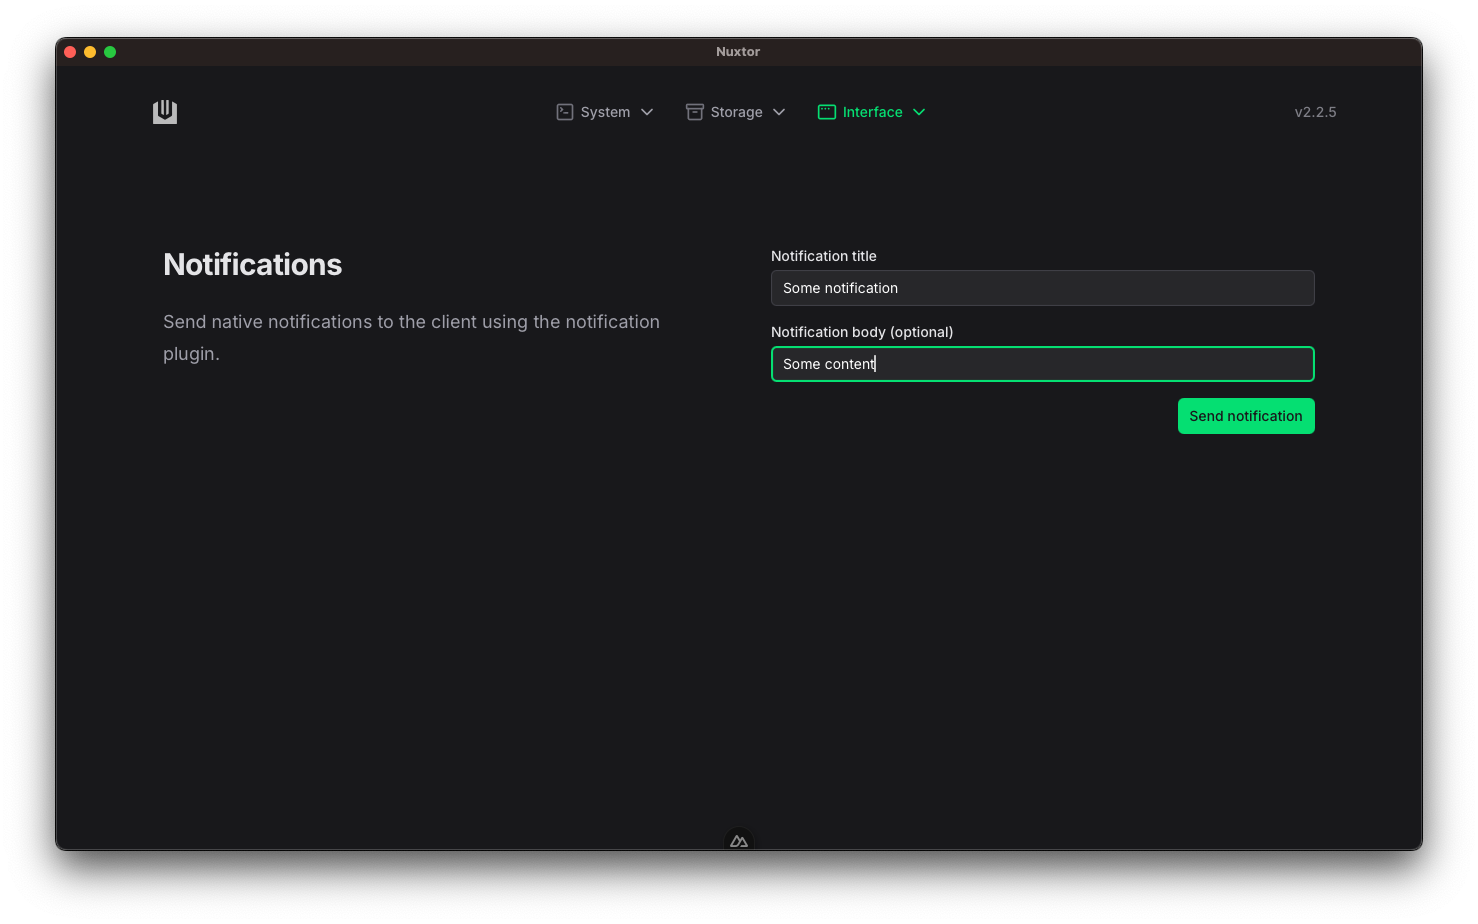 Nuxtor
System
Storage
Interface
v2.2.5
Notifications
Send native notifications to the client using the notification
plugin.
Notification title
Some notification
Notification body (optional)
Some content
Send notification